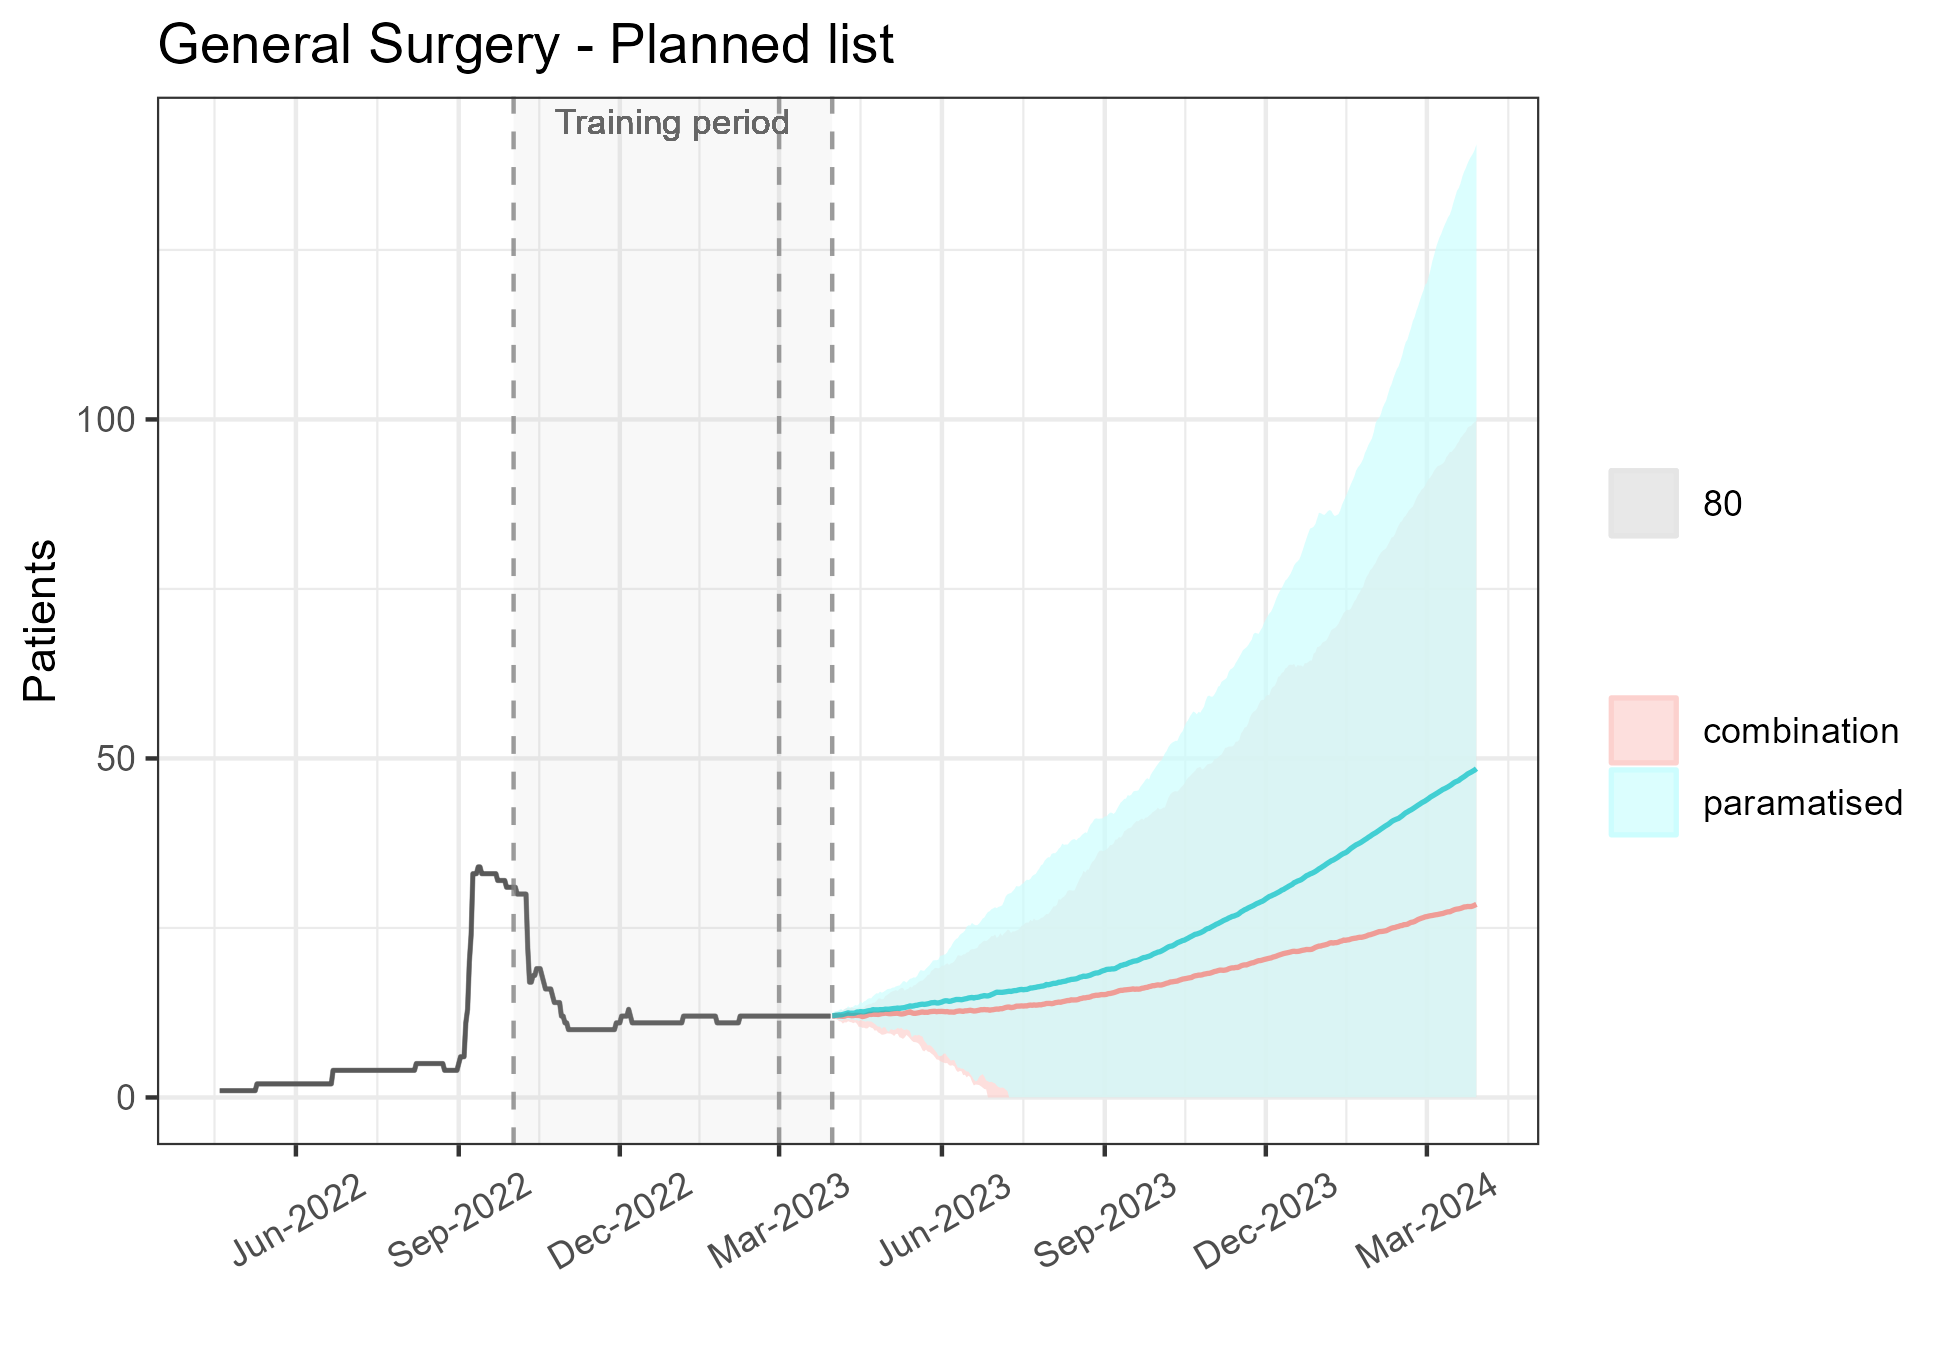 General Surgery - Planned list
Training period
Patients
100
50
0
Jun-2022
Sep-2022
Dec-2022
Mar-2023
Jun-2023
Sep-2023
Dec-2023
Mar-2024
80
combination
paramatised